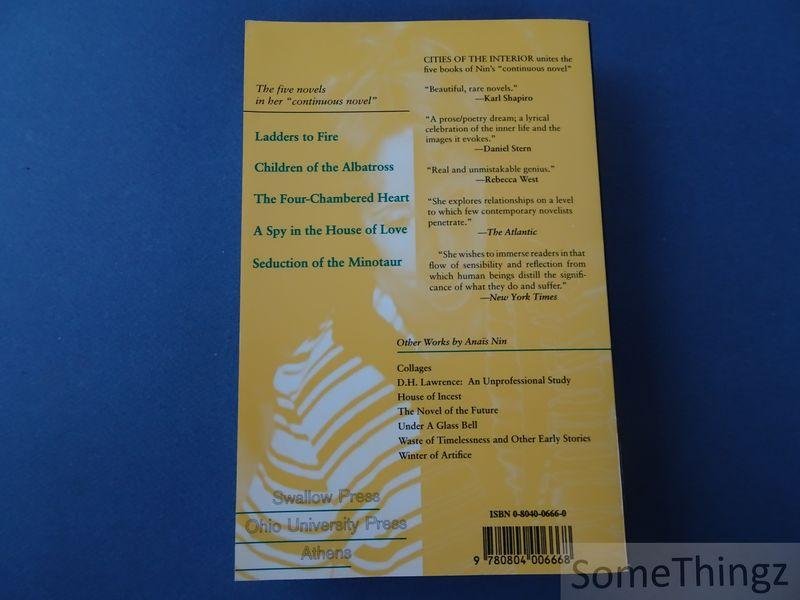 The five novels
in her "continuous novel"
Ladders to Fire
Children of the Albatross
The Four-Chambered Heart
A Spy in the House of Love
Seduction of the Minotaur
CITIES OF THE INTERIOR unites the
five books of Nin's "continuous novel"
"Beautiful, rare novels."
—Karl Shapiro
"A prose/poetry dream; a lyrical
celebration of the inner life and the
images it evokes."
—Daniel Stern
"Real and unmistakable genius."
—Rebecca West
"She explores relationships on a level
to which few contemporary novelists
penetrate."
—The Atlantic
"She wishes to immerse readers in that
flow of sensibility and reflection from
which human beings distill the signifi-
cance of what they do and suffer."
—New York Times
Other Works by Anaïs Nin
Collages
D.H. Lawrence: An Unprofessional Study
House of Incest
The Novel of the Future
Under A Glass Bell
Waste of Timelessness and Other Early Stories
Winter of Artifice
Swallow Press
Ohio University Press
Athens
ISBN 0-8040-0666-0
9 780804 006668
SomeThingz